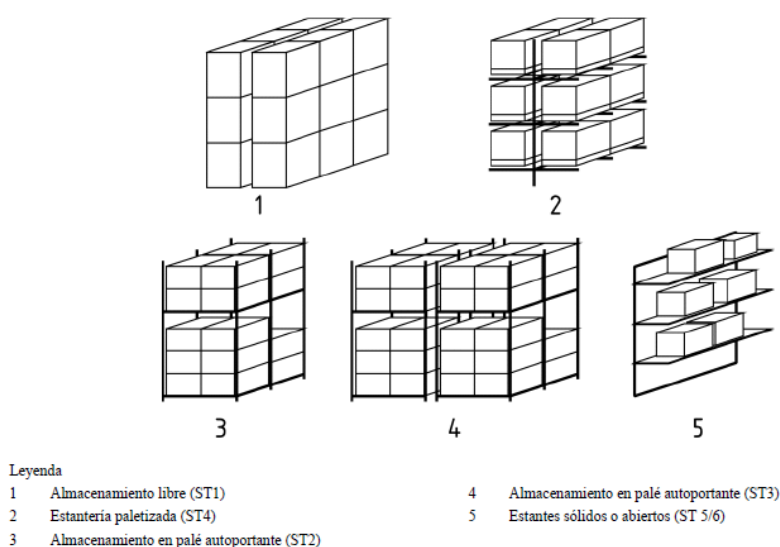 1
2
3
4
5
Leyenda
1 Almacenamiento libre (ST1)
2 Estantería paletizada (ST4)
3 Almacenamiento en palé autoportante (ST2)
4 Almacenamiento en palé autoportante (ST3)
5 Estantes sólidos o abiertos (ST 5/6)